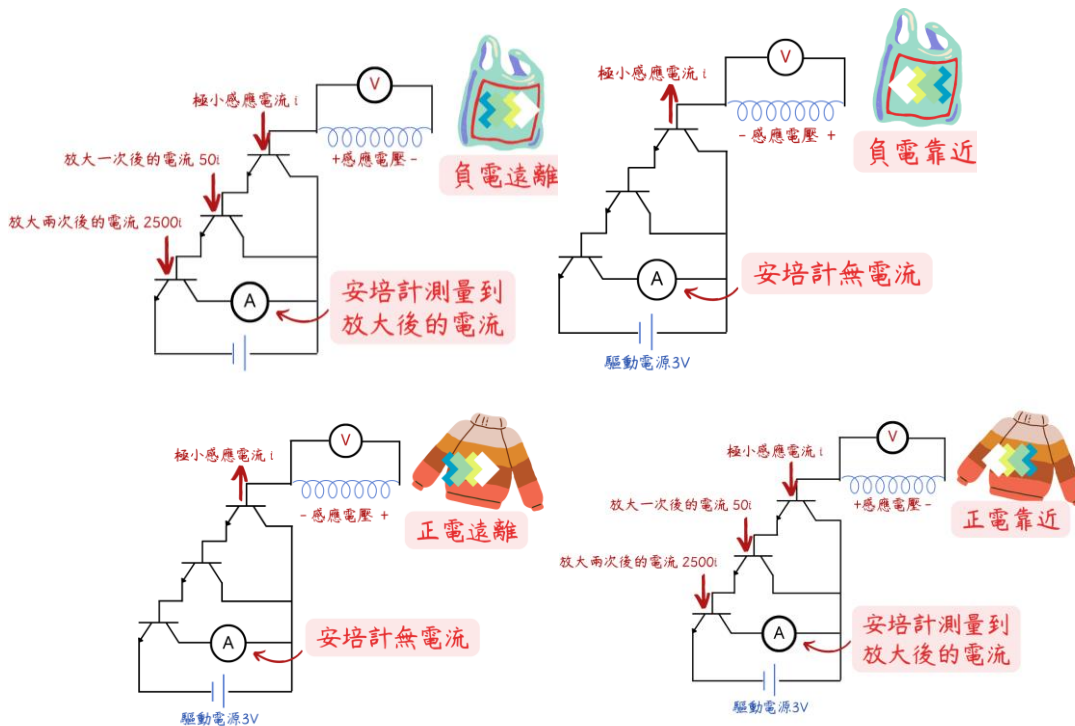 極小感應電流 i
V
+感應電壓-
負電遠離
放大一次後的電流 50i
放大兩次後的電流 2500i
A
安培計測量到
放大後的電流
極小感應電流 i
V
- 感應電壓 +
負電靠近
A
安培計無電流
驅動電源3V
極小感應電流 i
V
- 感應電壓 +
正電遠離
A
安培計無電流
驅動電源3V
極小感應電流 i
V
+感應電壓-
正電靠近
放大一次後的電流 50i
放大兩次後的電流 2500i
A
安培計測量到
放大後的電流
驅動電源3V